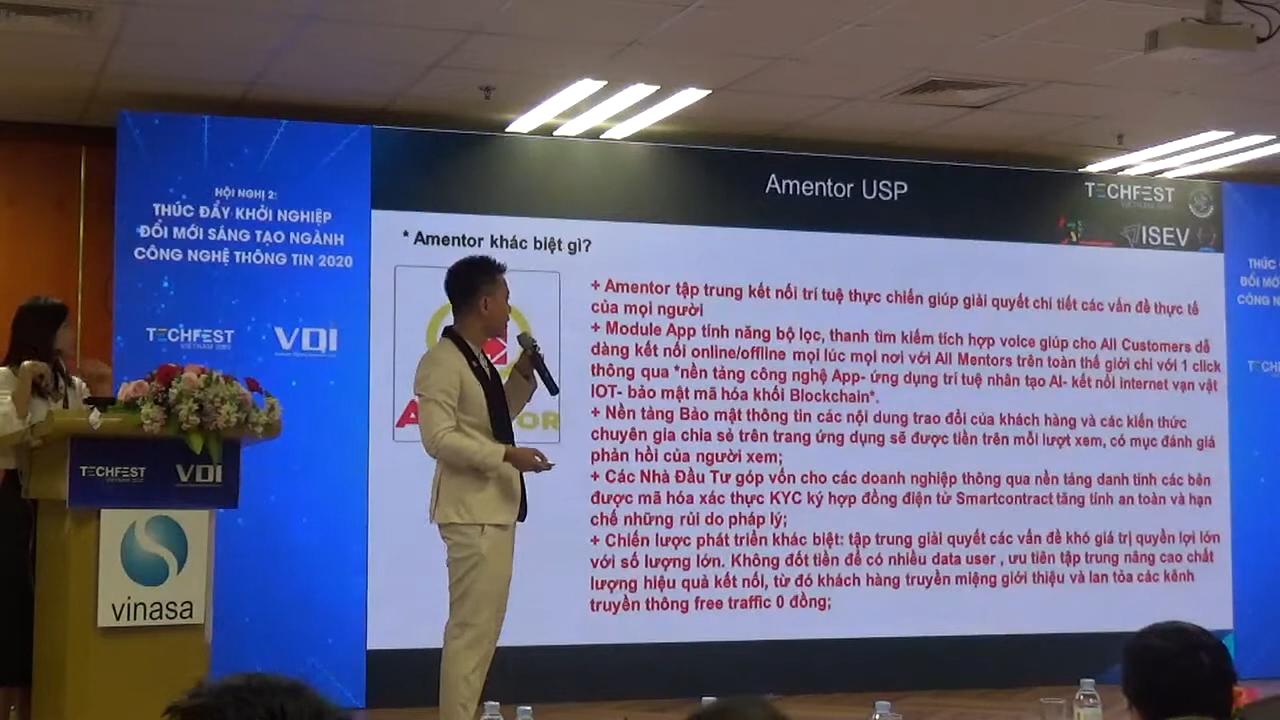 HỘI NGHỊ 2:
THÚC ĐẨY KHỞI NGHIỆP
ĐỔI MỚI SÁNG TẠO NGÀNH
CÔNG NGHỆ THÔNG TIN 2020
TECHFEST
VIETNAM 2020
VDI
Amentor USP
TECHFEST
VIETNAM 2020
ISEV
* Amentor khác biệt gì?
+ Amentor tập trung kết nối trí tuệ thực chiến giúp giải quyết chi tiết các vấn đề thực tế
của mọi người
+ Module App tính năng bộ lọc, thanh tìm kiếm tích hợp voice giúp cho All Customers dễ
dàng kết nối online/offline mọi lúc mọi nơi với All Mentors trên toàn thế giới chỉ với 1 click
thông qua *nền tảng công nghệ App- ứng dụng trí tuệ nhân tạo AI- kết nối internet vạn vật
IOT- bảo mật mã hóa khối Blockchain*.
+ Nền tảng Bảo mật thông tin các nội dung trao đổi của khách hàng và các kiến thức
chuyên gia chia sẻ trên trang ứng dụng sẽ được tiền trên mỗi lượt xem, có mục đánh giá
phản hồi của người xem;
+ Các Nhà Đầu Tư góp vốn cho các doanh nghiệp thông qua nền tảng danh tính các bên
được mã hóa xác thực KYC ký hợp đồng điện tử Smartcontract tăng tính an toàn và hạn
chế những rủi do pháp lý;
+ Chiến lược phát triển khác biệt: tập trung giải quyết các vấn đề khó giá trị quyền lợi lớn
với số lượng lớn. Không đốt tiền để có nhiều data user , ưu tiên tập trung nâng cao chất
lượng hiệu quả kết nối, từ đó khách hàng truyền miệng giới thiệu và lan tỏa các kênh
truyền thông free traffic 0 đồng;
A
OR
THÚC
ĐỔI MỚ
CÔNG N
TECH
TECHFEST
VIETNAM 2020
VDI
vinasa